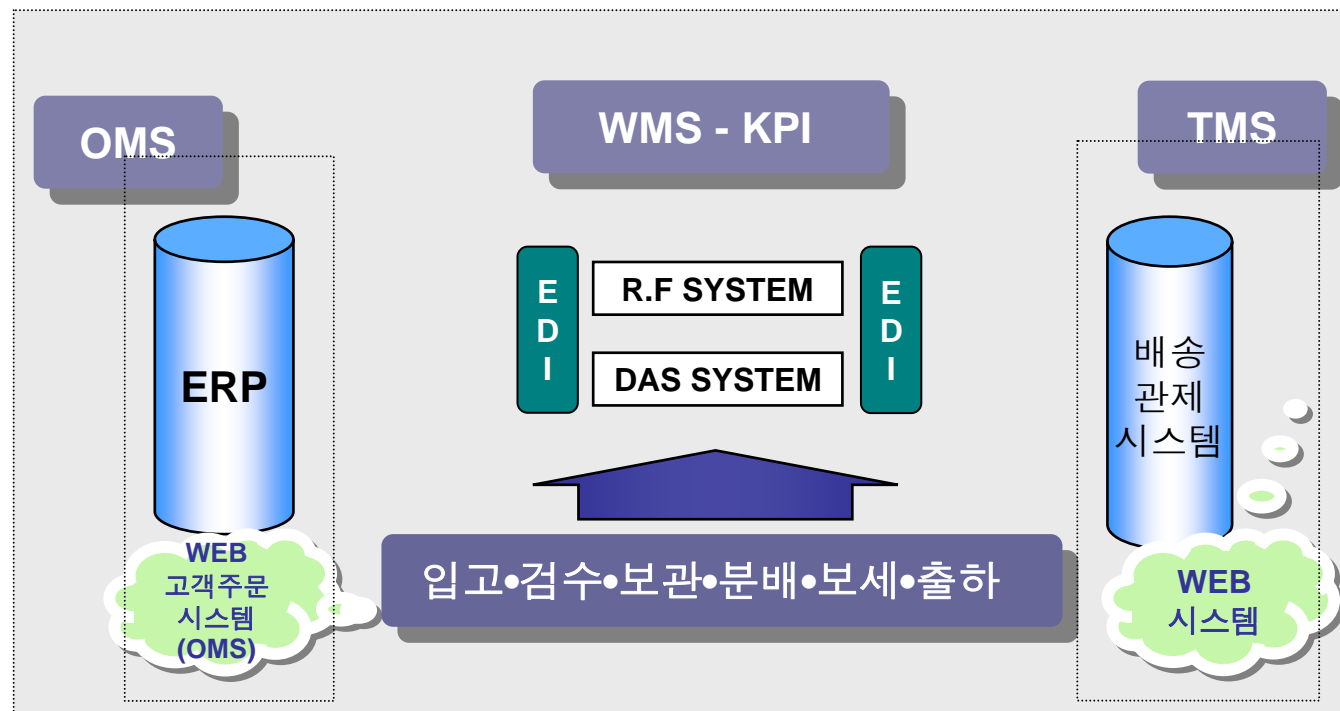 OMS
WMS - KPI
TMS
ERP
E
D
I
R.F SYSTEM
DAS SYSTEM
E
D
I
배송
관제
시스템
WEB
고객주문
시스템
(OMS)
입고•검수•보관•분배•보세•출하
WEB
시스템